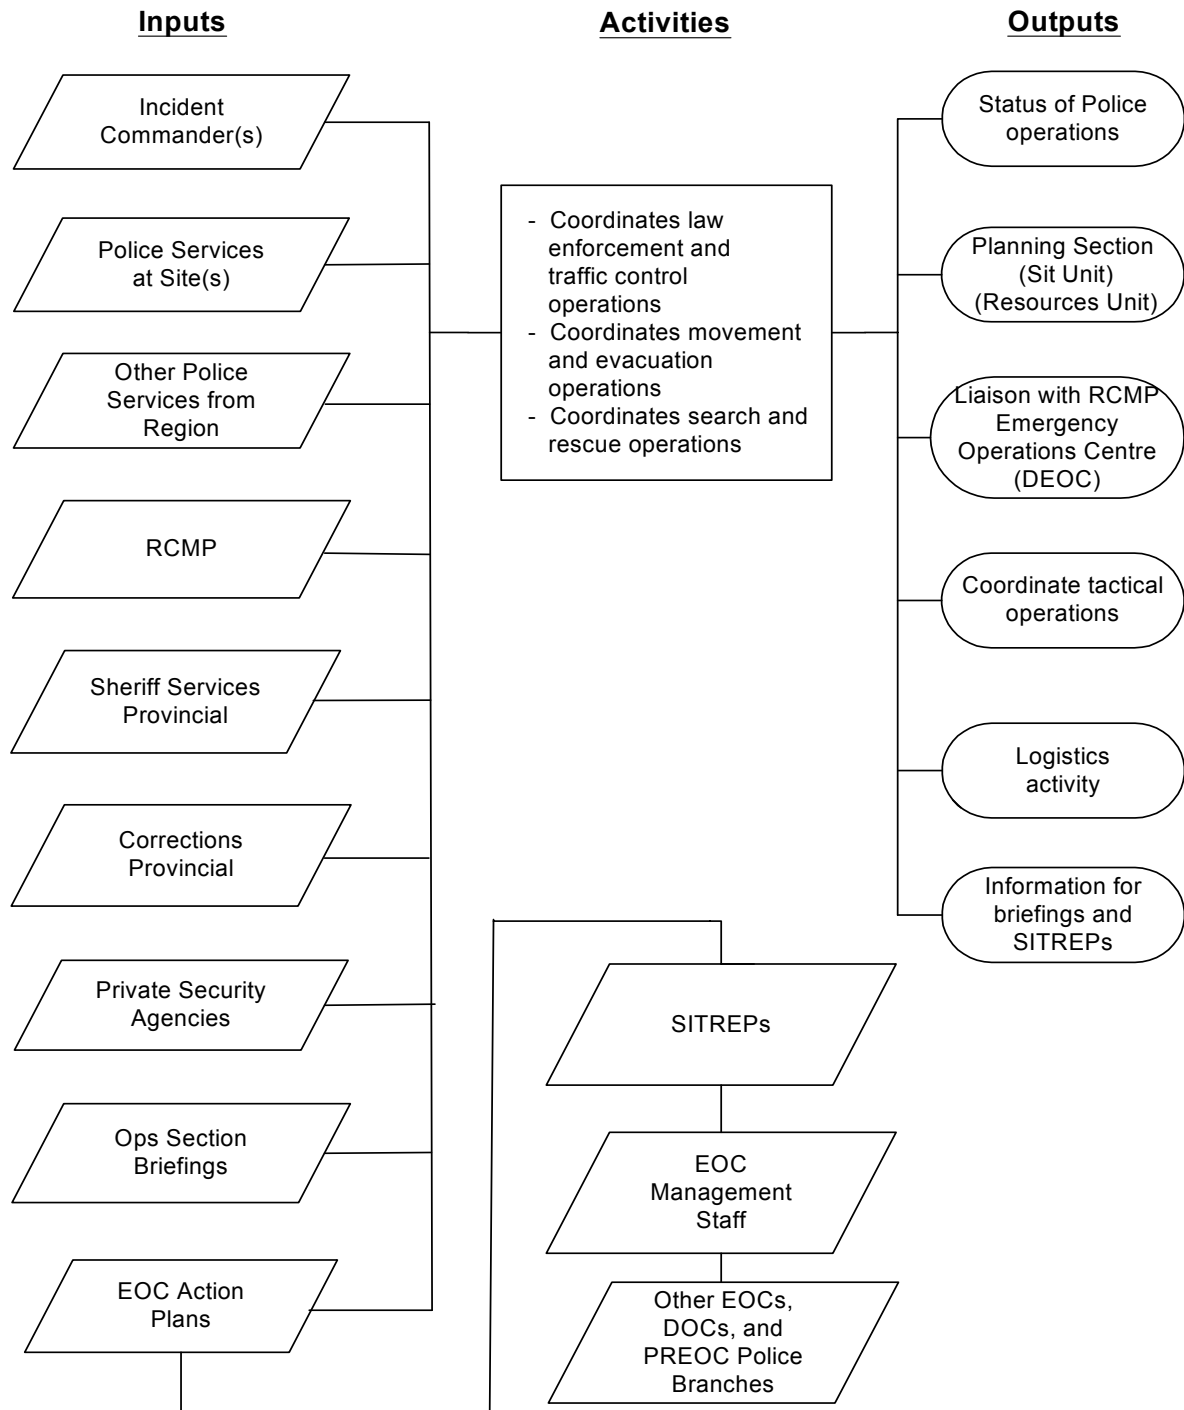 Inputs
Activities
Outputs
Incident
Commander(s)
Police Services
at Site(s)
Other Police
Services from
Region
RCMP
Sheriff Services
Provincial
Corrections
Provincial
Private Security
Agencies
Ops Section
Briefings
EOC Action
Plans
- Coordinates law
enforcement and
traffic control
operations
- Coordinates movement
and evacuation
operations
- Coordinates search and
rescue operations
SITREPs
EOC
Management
Staff
Other EOCs,
DOCs, and
PREOC Police
Branches
Status of Police
operations
Planning Section
(Sit Unit)
(Resources Unit)
Liaison with RCMP
Emergency
Operations Centre
(DEOC)
Coordinate tactical
operations
Logistics
activity
Information for
briefings and
SITREPs